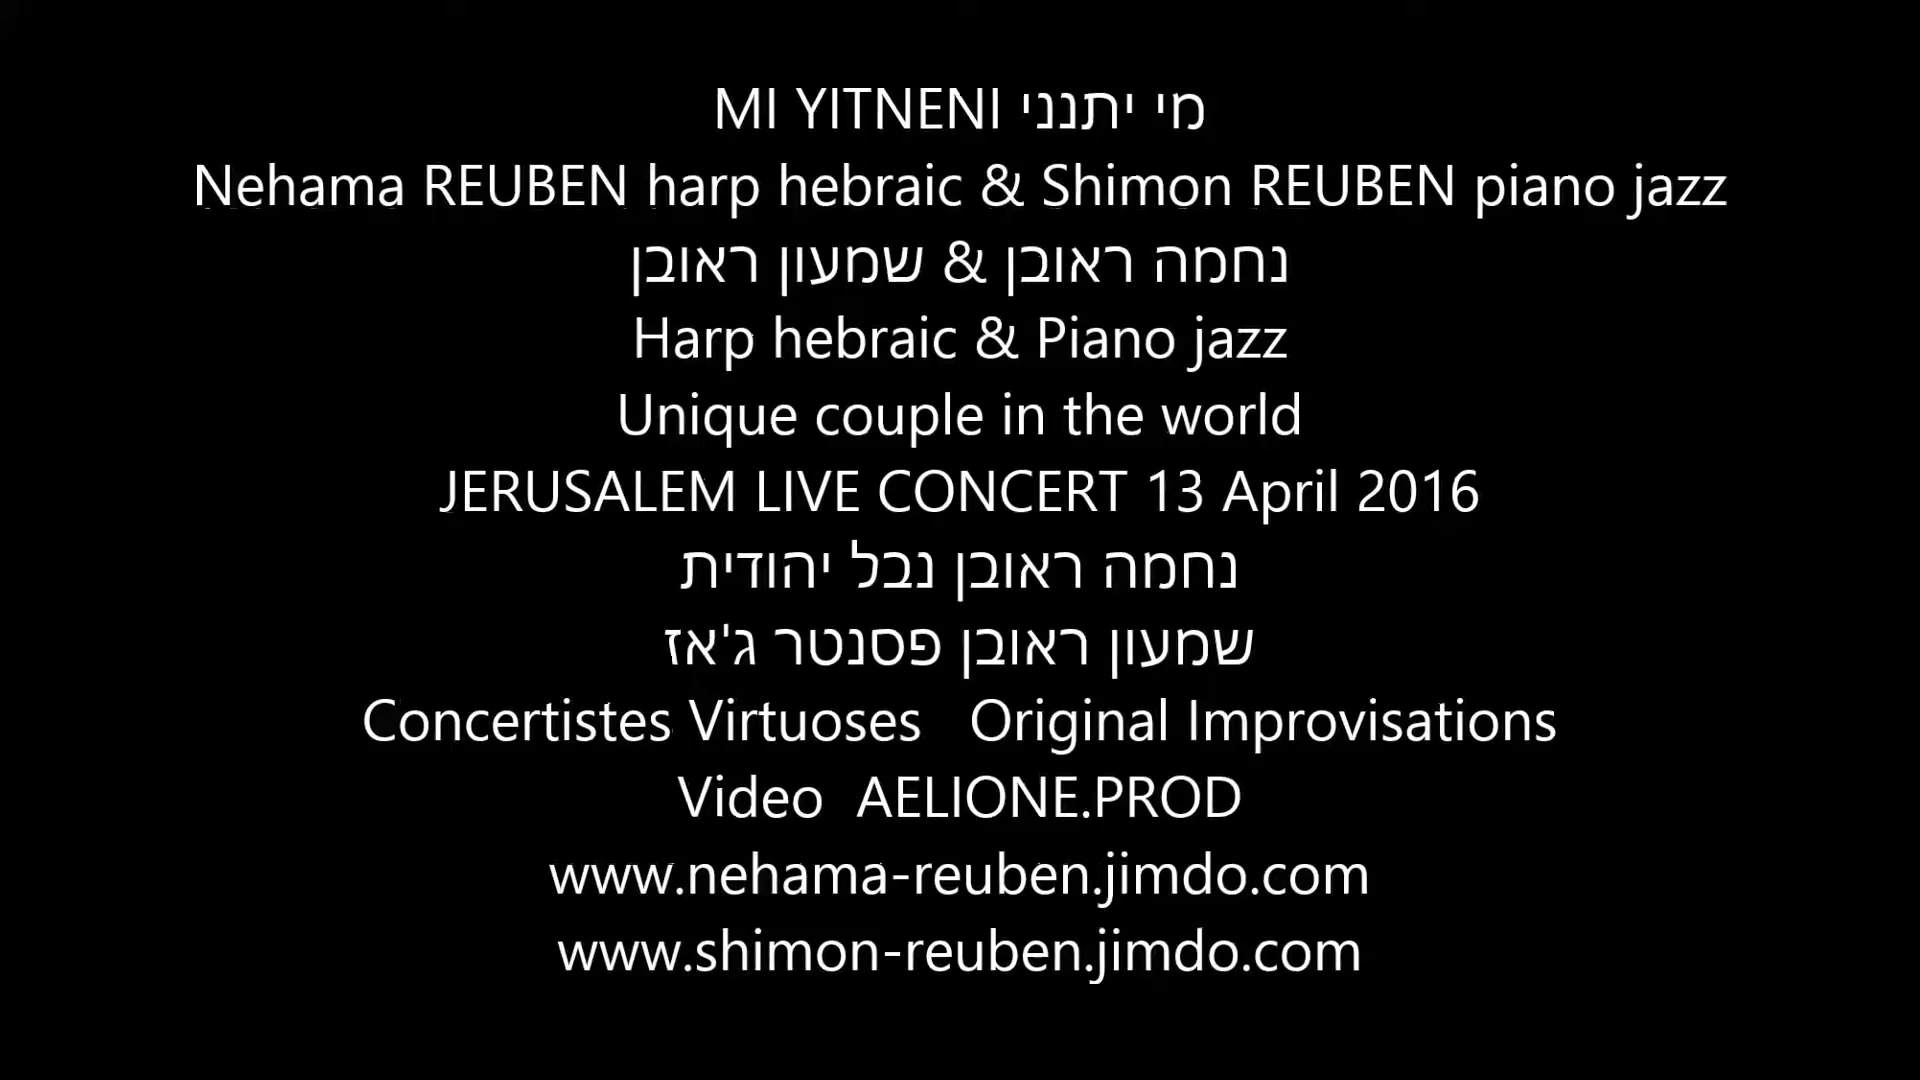 MI YITNENI מי יתנני
Nehama REUBEN harp hebraic & Shimon REUBEN piano jazz
נחמה ראובן & שמעון ראובן
Harp hebraic & Piano jazz
Unique couple in the world
JERUSALEM LIVE CONCERT 13 April 2016
נחמה ראובן נבל יהודית
שמעון ראובן פסנטר ג'אז
Concertistes Virtuoses   Original Improvisations
Video  AELIONE.PROD
www.nehama-reuben.jimdo.com
www.shimon-reuben.jimdo.com